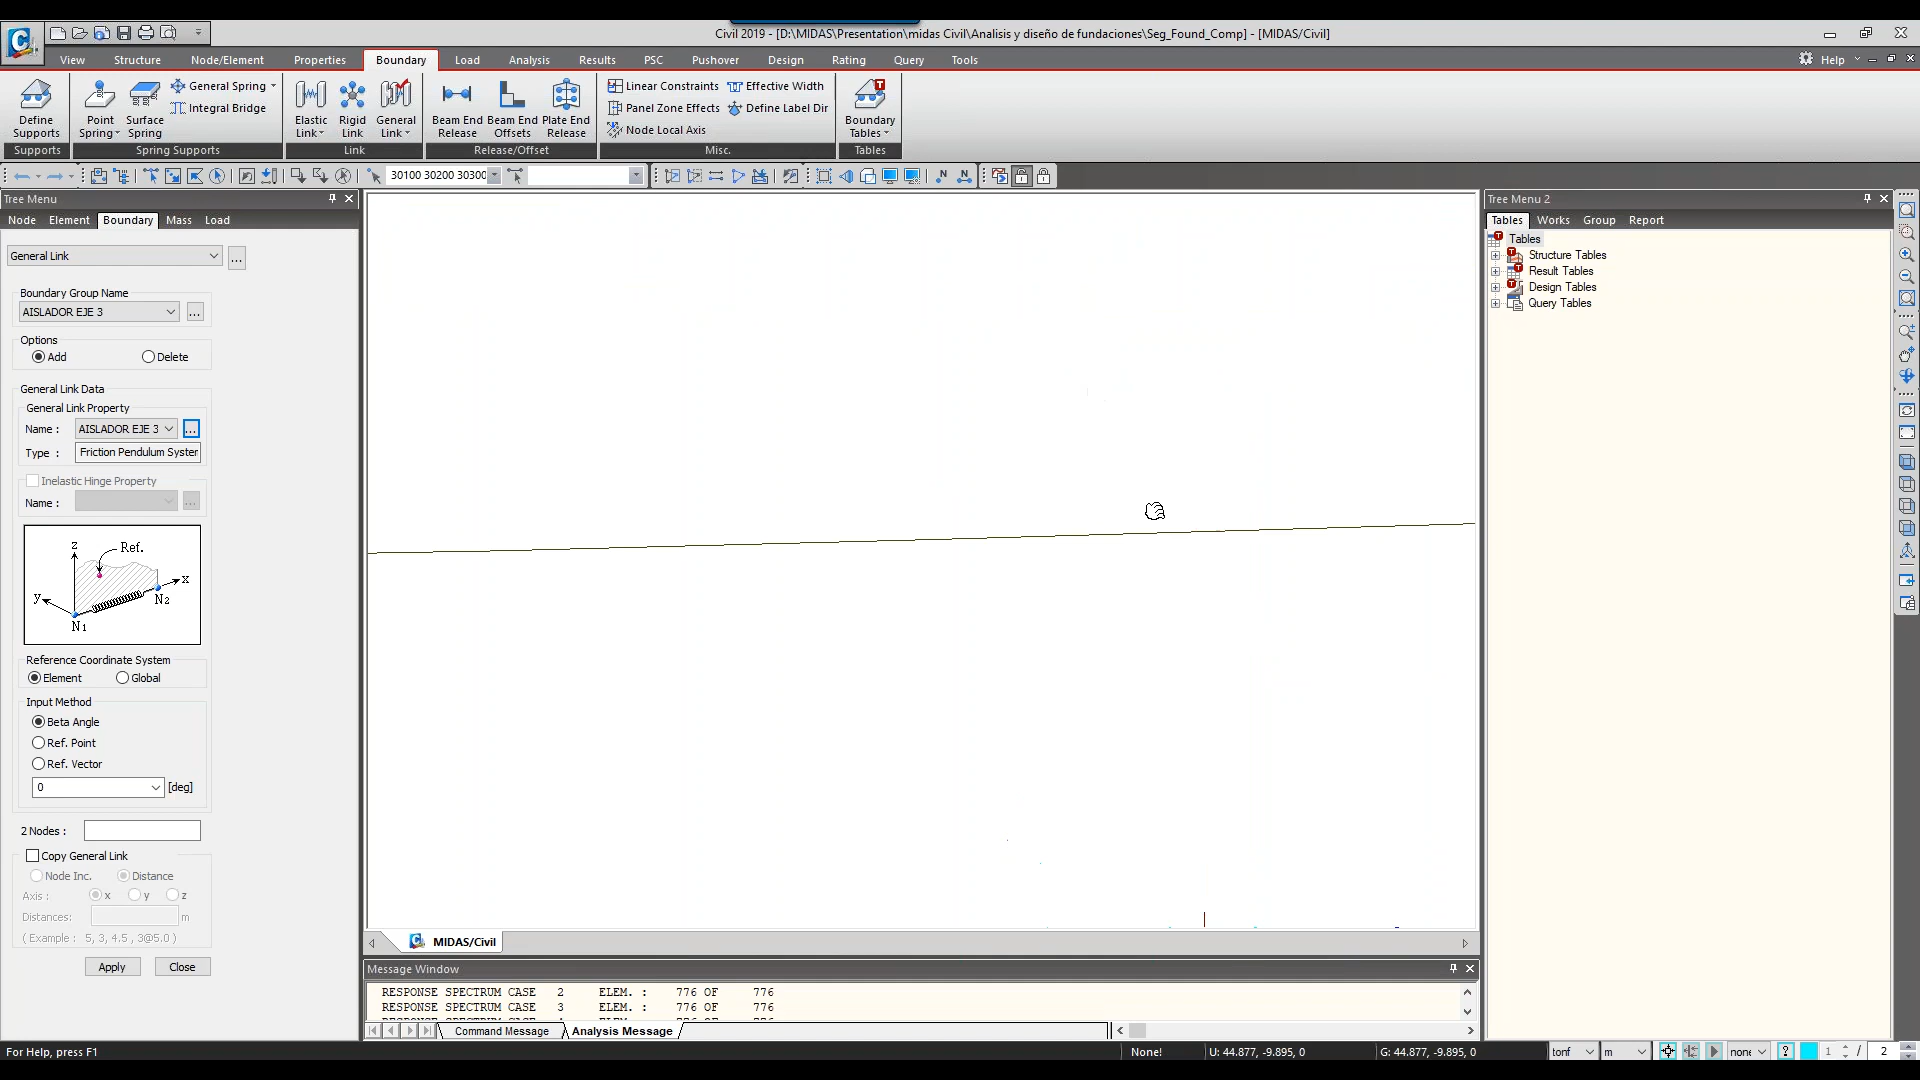 Civil 2019 - [D:\MIDAS\Presentation\midas Civil\Analisis y diseño de fundaciones\Seg_Found_Comp] - [MIDAS/Civil]
View Structure Node/Element Properties Boundary Load Analysis Results PSC Pushover Design Rating Query Tools Help
Define Supports
Point Spring
Surface Spring
General Spring
Integral Bridge
Elastic Link
Rigid Link
General Link
Beam End Release
Beam End Offsets
Plate End Release
Linear Constraints
Effective Width
Panel Zone Effects
Define Label Dir
Node Local Axis
Boundary Tables
Supports Spring Supports Link Release/Offset Misc. Tables
30100 30200 30300
Tree Menu
Node Element Boundary Mass Load
General Link
...
Boundary Group Name
AISLADOR EJE 3
...
Options
Add Delete
General Link Data
General Link Property
Name : AISLADOR EJE 3 ...
Type : Friction Pendulum System
Inelastic Hinge Property
Name : ...
z Ref.
x
y N2
N1
Reference Coordinate System
Element Global
Input Method
Beta Angle
Ref. Point
Ref. Vector
0 [deg]
2 Nodes :
Copy General Link
Node Inc. Distance
Axis : x y z
Distances: m
( Example : 5, 3, 4.5 , 3@5.0 )
Apply Close
MIDAS/Civil
Message Window
RESPONSE SPECTRUM CASE 2 ELEM. : 776 OF 776
RESPONSE SPECTRUM CASE 3 ELEM. : 776 OF 776
Command Message Analysis Message
Tree Menu 2
Tables Works Group Report
Tables
Structure Tables
Result Tables
Design Tables
Query Tables
For Help, press F1
None! U: 44.877, -9.895, 0 G: 44.877, -9.895, 0 tonf m none ? 1 / 2